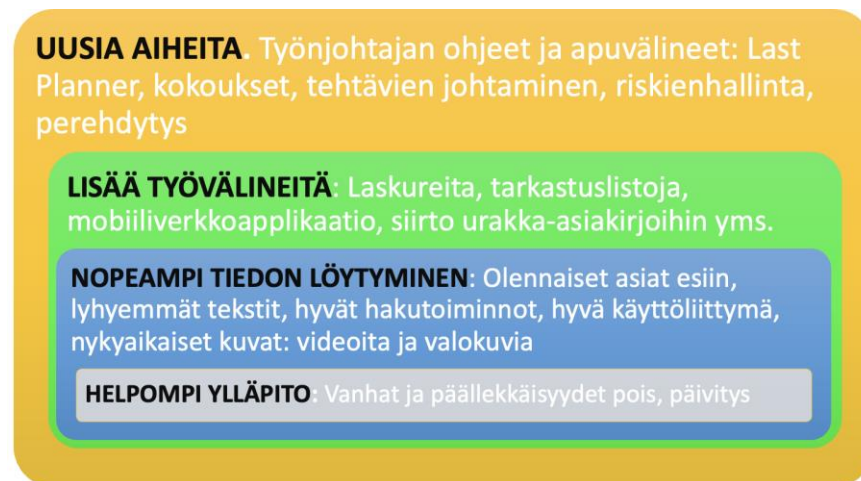 UUSIA AIHEITA. Työnjohtajan ohjeet ja apuvälineet: Last
Planner, kokoukset, tehtävien johtaminen, riskienhallinta,
perehdytys
LISÄÄ TYÖVÄLINEITÄ: Laskureita, tarkastuslistoja,
mobiiliverkkoapplikaatio, siirto urakka-asiakirjoihin yms.
NOPEAMPI TIEDON LÖYTYMINEN: Olennaiset asiat esiin,
lyhyemmät tekstit, hyvät hakutoiminnot, hyvä käyttöliittymä,
nykyaikaiset kuvat: videoita ja valokuvia
HELPOMPI YLLÄPITO: Vanhat ja päällekkäisyydet pois, päivitys